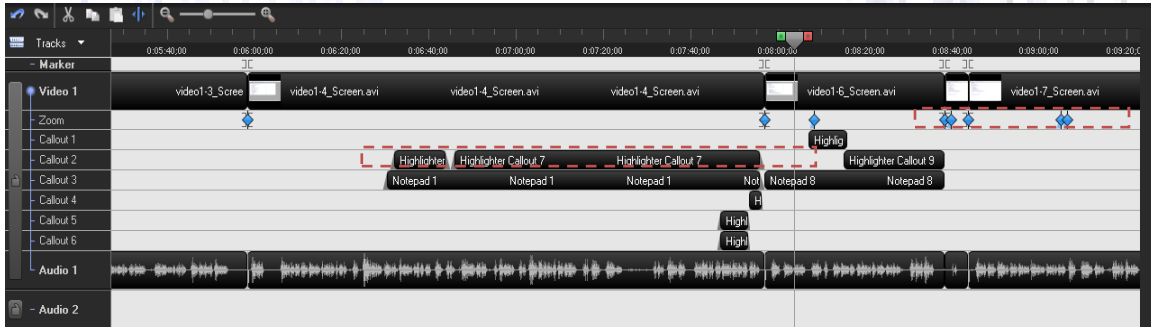 Tracks
0:05:40;00 0:06:00;00 0:06:20;00 0:06:40;00 0:07:00;00 0:07:20;00 0:07:40;00 0:08:00;00 0:08:20;00 0:08:40;00 0:09:00;00 0:09:20;0
Marker
Video 1 video1-3_Scree video1-4_Screen.avi video1-4_Screen.avi video1-4_Screen.avi video1-6_Screen.avi video1-7_Screen.avi
Zoom
Callout 1 Highlig
Callout 2 Highlighter Highlighter Callout 7 Highlighter Callout 7 Highlighter Callout 9
Callout 3 Notepad 1 Notepad 1 Notepad 1 Not Notepad 8 Notepad 8
Callout 4 H
Callout 5 Highl
Callout 6 Highl
Audio 1
Audio 2